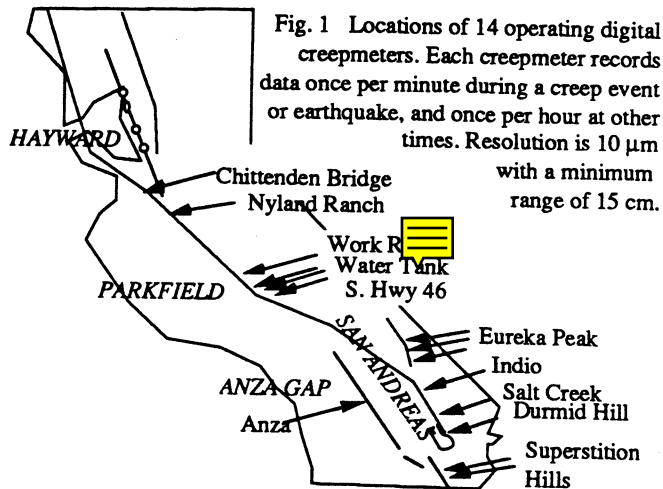 Fig. 1 Locations of 14 operating digital
creepmeters. Each creepmeter records
data once per minute during a creep event
or earthquake, and once per hour at other
times. Resolution is 10 μm
with a minimum
range of 15 cm.
HAYWARD
Chittenden Bridge
Nyland Ranch
Work
Water Tank
PARKFIELD
S. Hwy 46
SAN ANDREAS
Eureka Peak
Indio
ANZA GAP
Salt Creek
Durmid Hill
Anza
Superstition
Hills